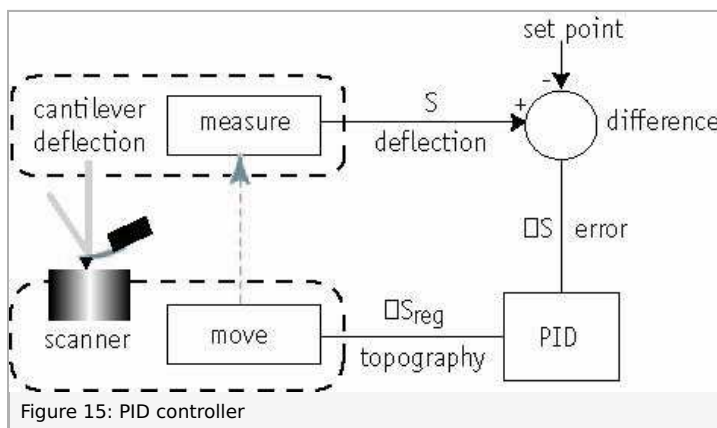 set point
-
cantilever
deflection
measure
S
deflection
+
difference
□S error
scanner
move
□Sreg
topography
PID
Figure 15: PID controller